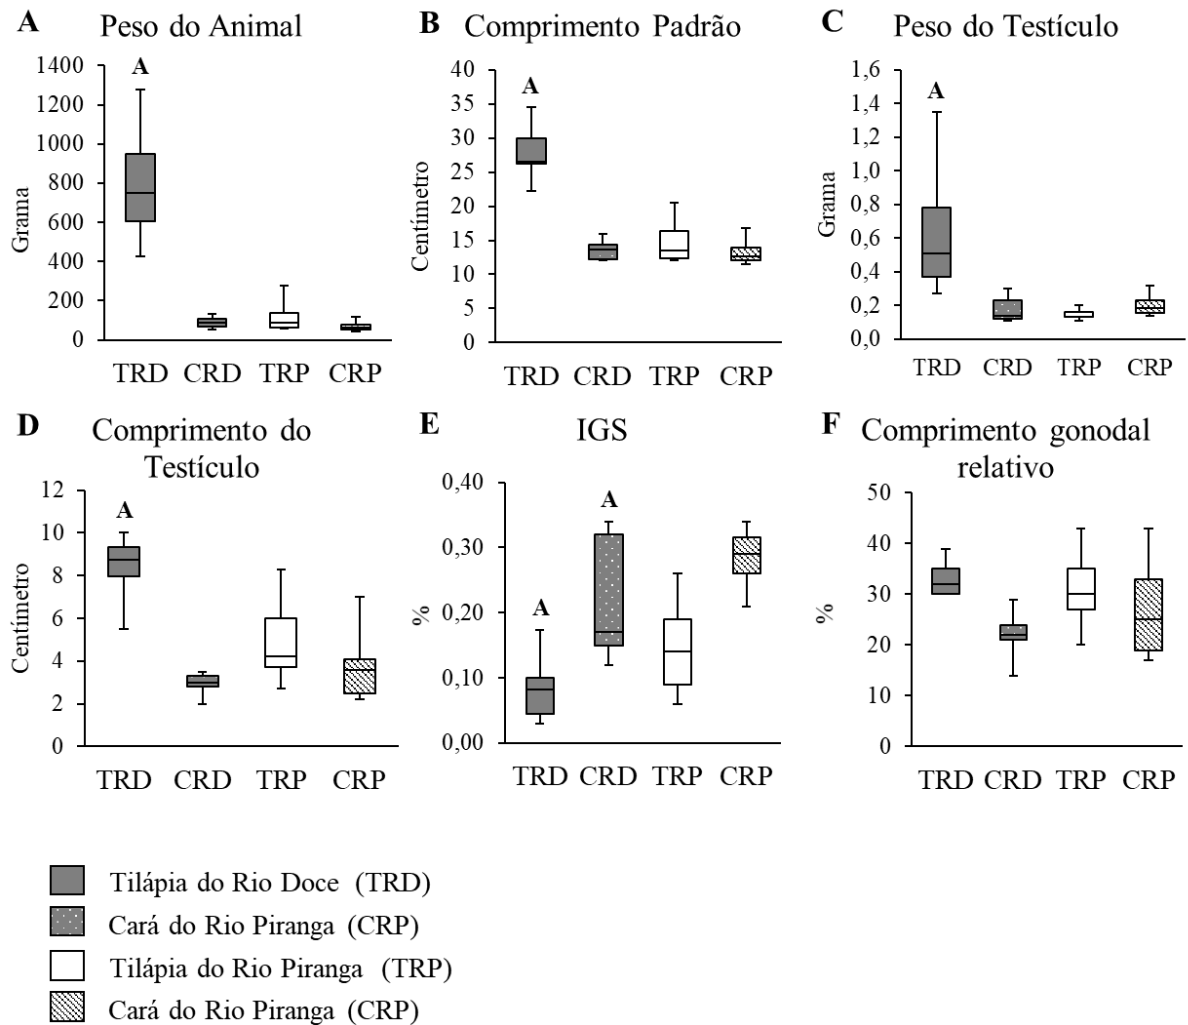 A Peso do Animal
A
1400
1200
1000
800
600
400
200
0
Grama
TRD CRD TRP CRP
B Comprimento Padrão
A
40
35
30
25
20
15
10
5
0
Centímetro
TRD CRD TRP CRP
C Peso do Testículo
A
1,6
1,4
1,2
1,0
0,8
0,6
0,4
0,2
0,0
Grama
TRD CRD TRP CRP
D Comprimento do
Testículo
A
12
10
8
6
4
2
0
Centímetro
TRD CRD TRP CRP
E IGS
A
A
0,40
0,30
0,20
0,10
0,00
%
TRD CRD TRP CRP
F Comprimento gonodal
relativo
50
40
30
20
10
0
%
TRD CRD TRP CRP
Tilápia do Rio Doce (TRD)
Cará do Rio Piranga (CRP)
Tilápia do Rio Piranga (TRP)
Cará do Rio Piranga (CRP)